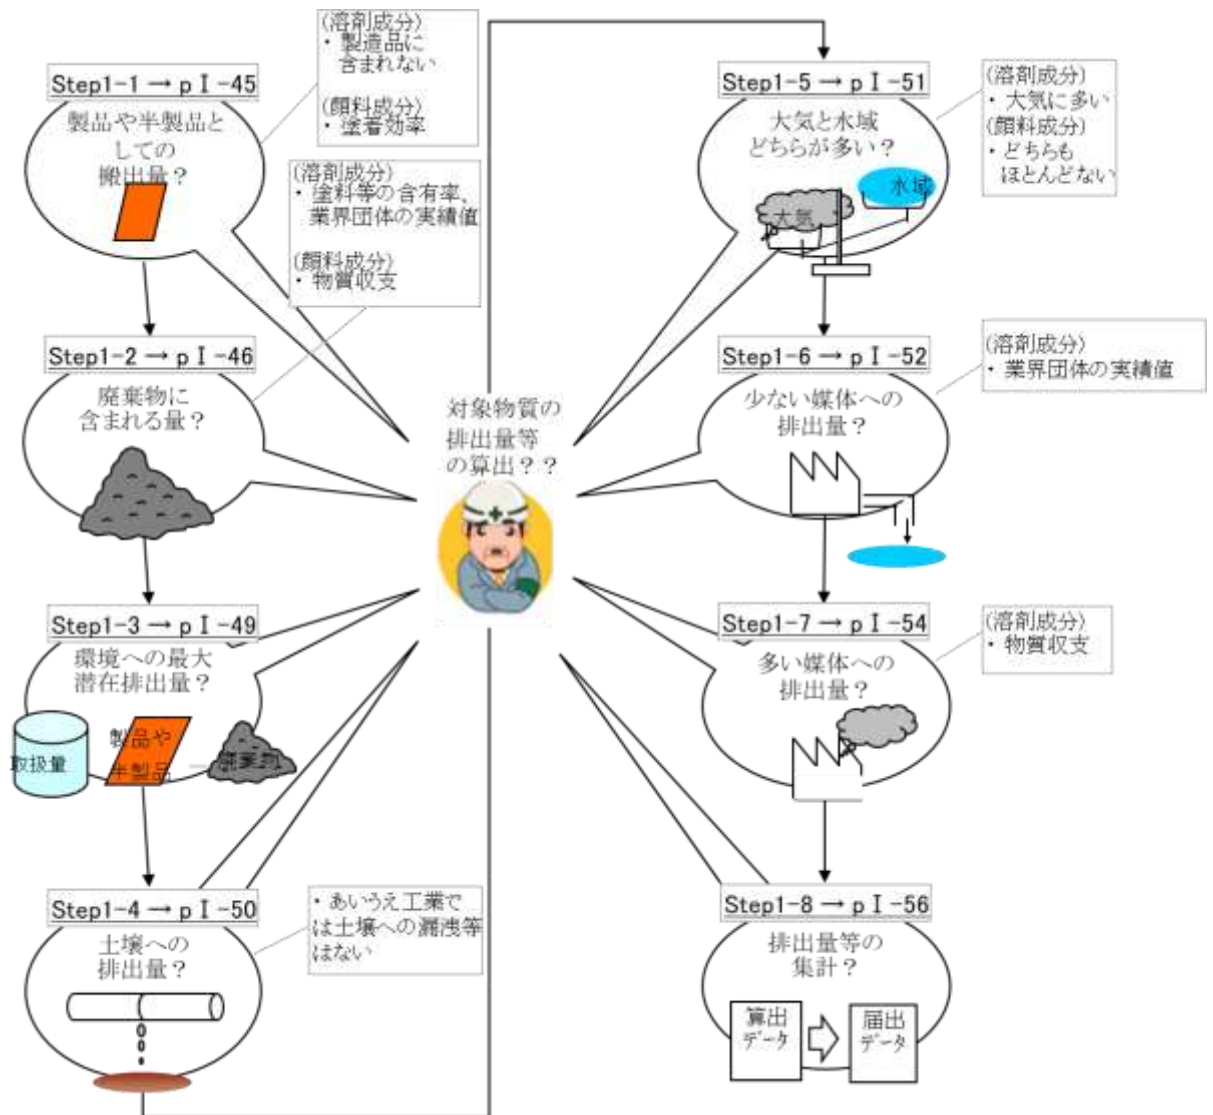 Step1-1 → p Ⅰ-45
製品や半製品と
しての
搬出量？
(溶剤成分)
・ 製造品に
含まれない
(顔料成分)
・ 塗着効率
Step1-2 → p Ⅰ-46
廃棄物に
含まれる量？
(溶剤成分)
・ 塗料等の含有率，
業界団体の実績値
(顔料成分)
・ 物質収支
Step1-3 → p Ⅰ-49
環境への最大
潜在排出量？
取扱量
製品や
半製品
Step1-4 → p Ⅰ-50
土壌への
排出量？
・ あいうえ工業で
は土壌への漏洩等
はない
対象物質の
排出量等
の算出？？
Step1-5 → p Ⅰ-51
大気と水域
どちらが多い？
大気
水域
(溶剤成分)
・ 大気に多い
(顔料成分)
・ どちらも
ほとんどない
Step1-6 → p Ⅰ-52
少ない媒体への
排出量？
(溶剤成分)
・ 業界団体の実績値
Step1-7 → p Ⅰ-54
多い媒体への
排出量？
(溶剤成分)
・ 物質収支
Step1-8 → p Ⅰ-56
排出量等の
集計？
算出
データ
届出
データ